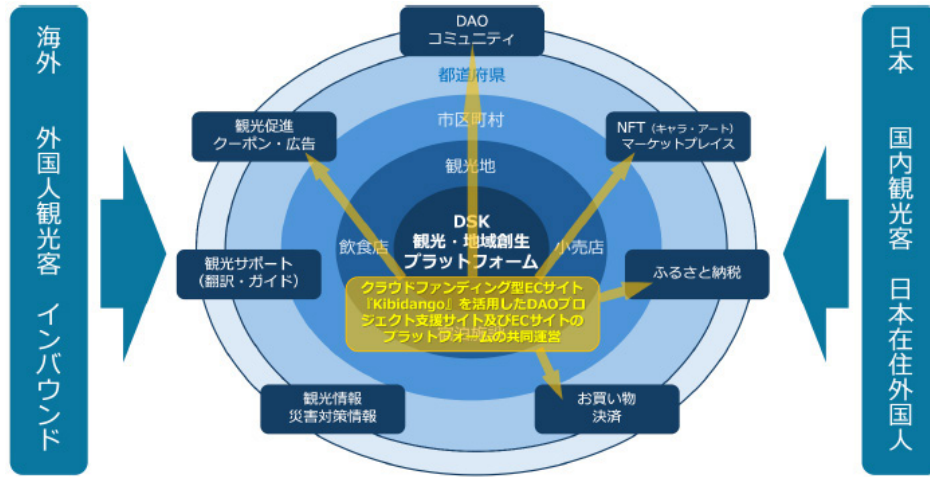 海外　外国人観光客　インバウンド
DAO
コミュニティ
都道府県
市区町村
観光地
観光促進
クーポン・広告
NFT（キャラ・アート）
マーケットプレイス
DSK
観光・地域創生
プラットフォーム
飲食店
小売店
観光サポート
（翻訳・ガイド）
ふるさと納税
クラウドファンディング型ECサイト
『Kibidango』を活用したDAOプロ
ジェクト支援サイト及びECサイトの
プラットフォームの共同運営
観光情報
災害対策情報
お買い物
決済
日本　国内観光客　日本在住外国人